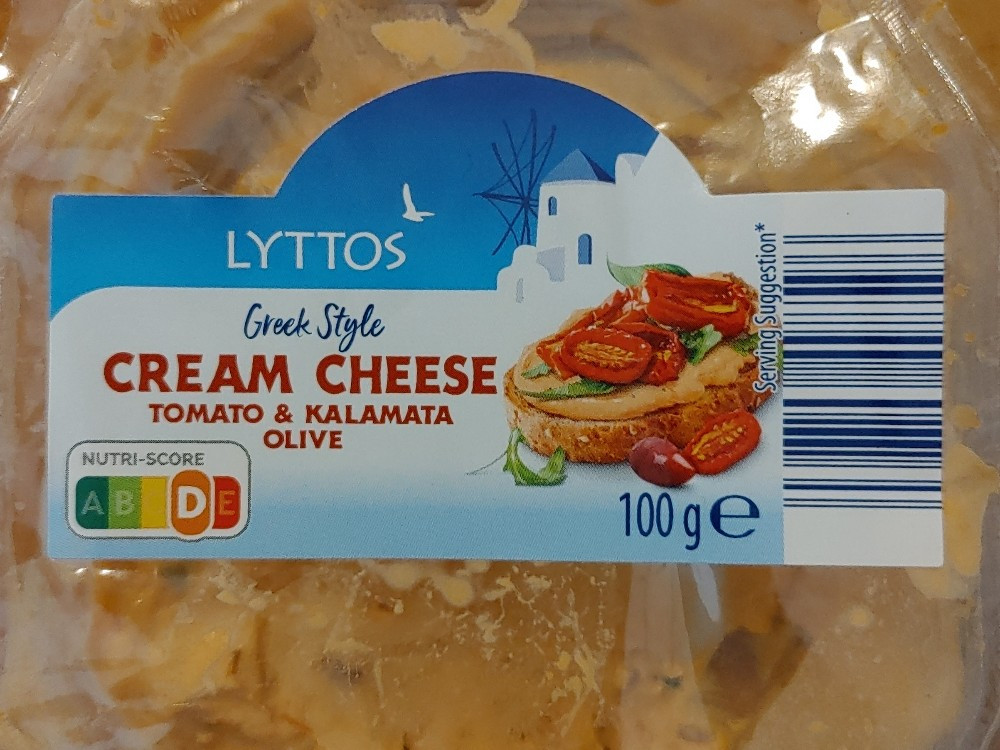 LYTTOS
Greek Style
CREAM CHEESE
TOMATO & KALAMATA
OLIVE
NUTRI-SCORE
A B D E
100 g e
Serving Suggestion*